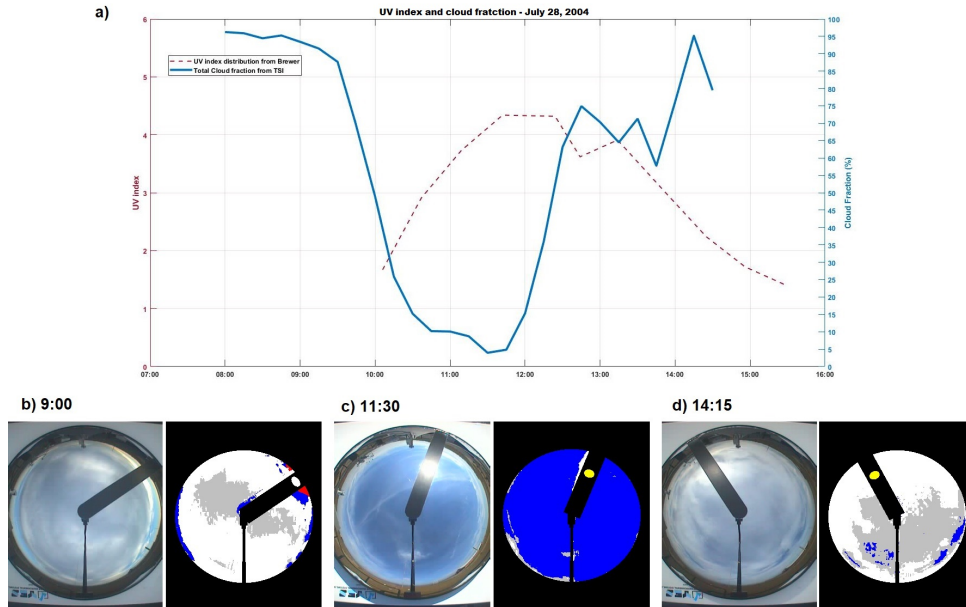 a)
UV index and cloud fratction - July 28, 2004
6
5
4
3
2
1
0
UV index
UV index distribution from Brewer
Total Cloud fraction from TSI
100
95
90
85
80
75
70
65
60
55
50
45
40
35
30
25
20
15
10
5
0
Cloud Fraction (%)
07:00 08:00 09:00 10:00 11:00 12:00 13:00 14:00 15:00 16:00
b) 9:00
c) 11:30
d) 14:15